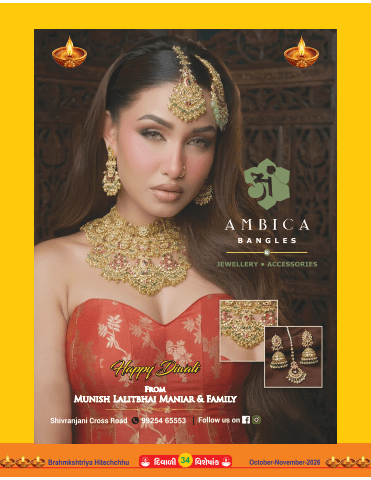 AMBICA
BANGLES
&
JEWELLERY ● ACCESSORIES
Happy Diwali
FROM
MUNISH LALITBHAI MANIAR & FAMILY
Shivranjani Cross Road 99254 65553 | Follow us on
Brahmkshtriya Hitechchhu દિવાળી 34 વિશેષાંક October-November-2026